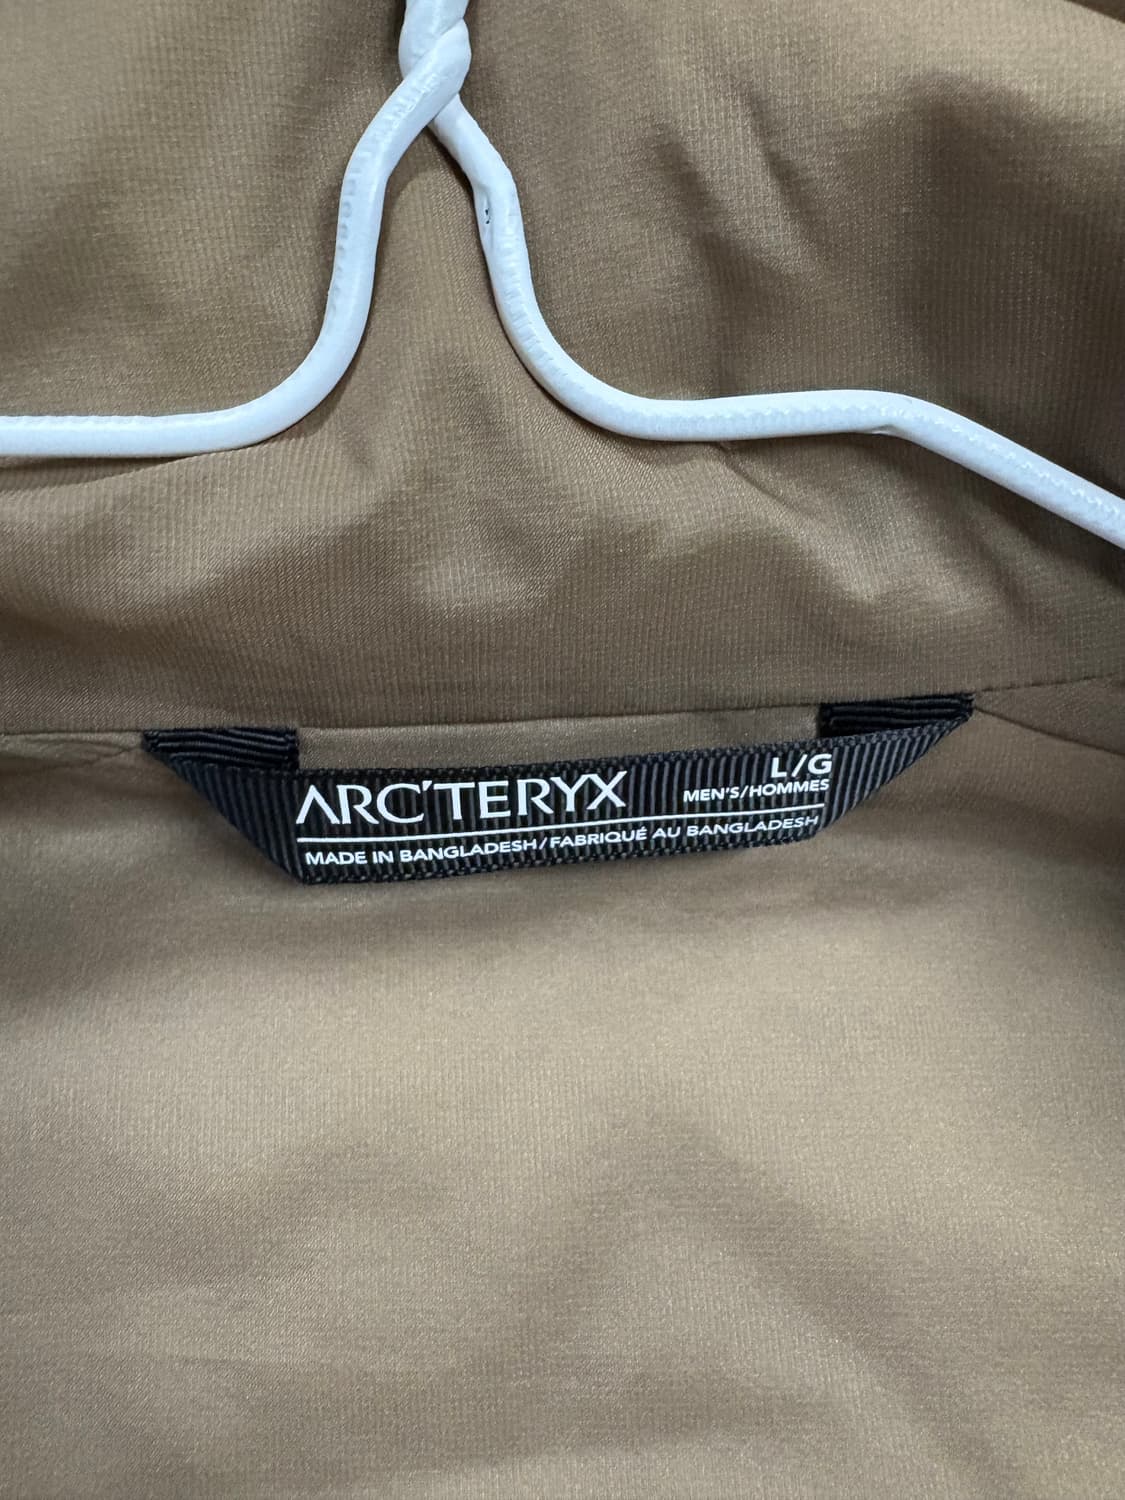 ARC'TERYX
L/G
MEN'S/HOMMES
MADE IN BANGLADESH/FABRIQUÉ AU BANGLADESH